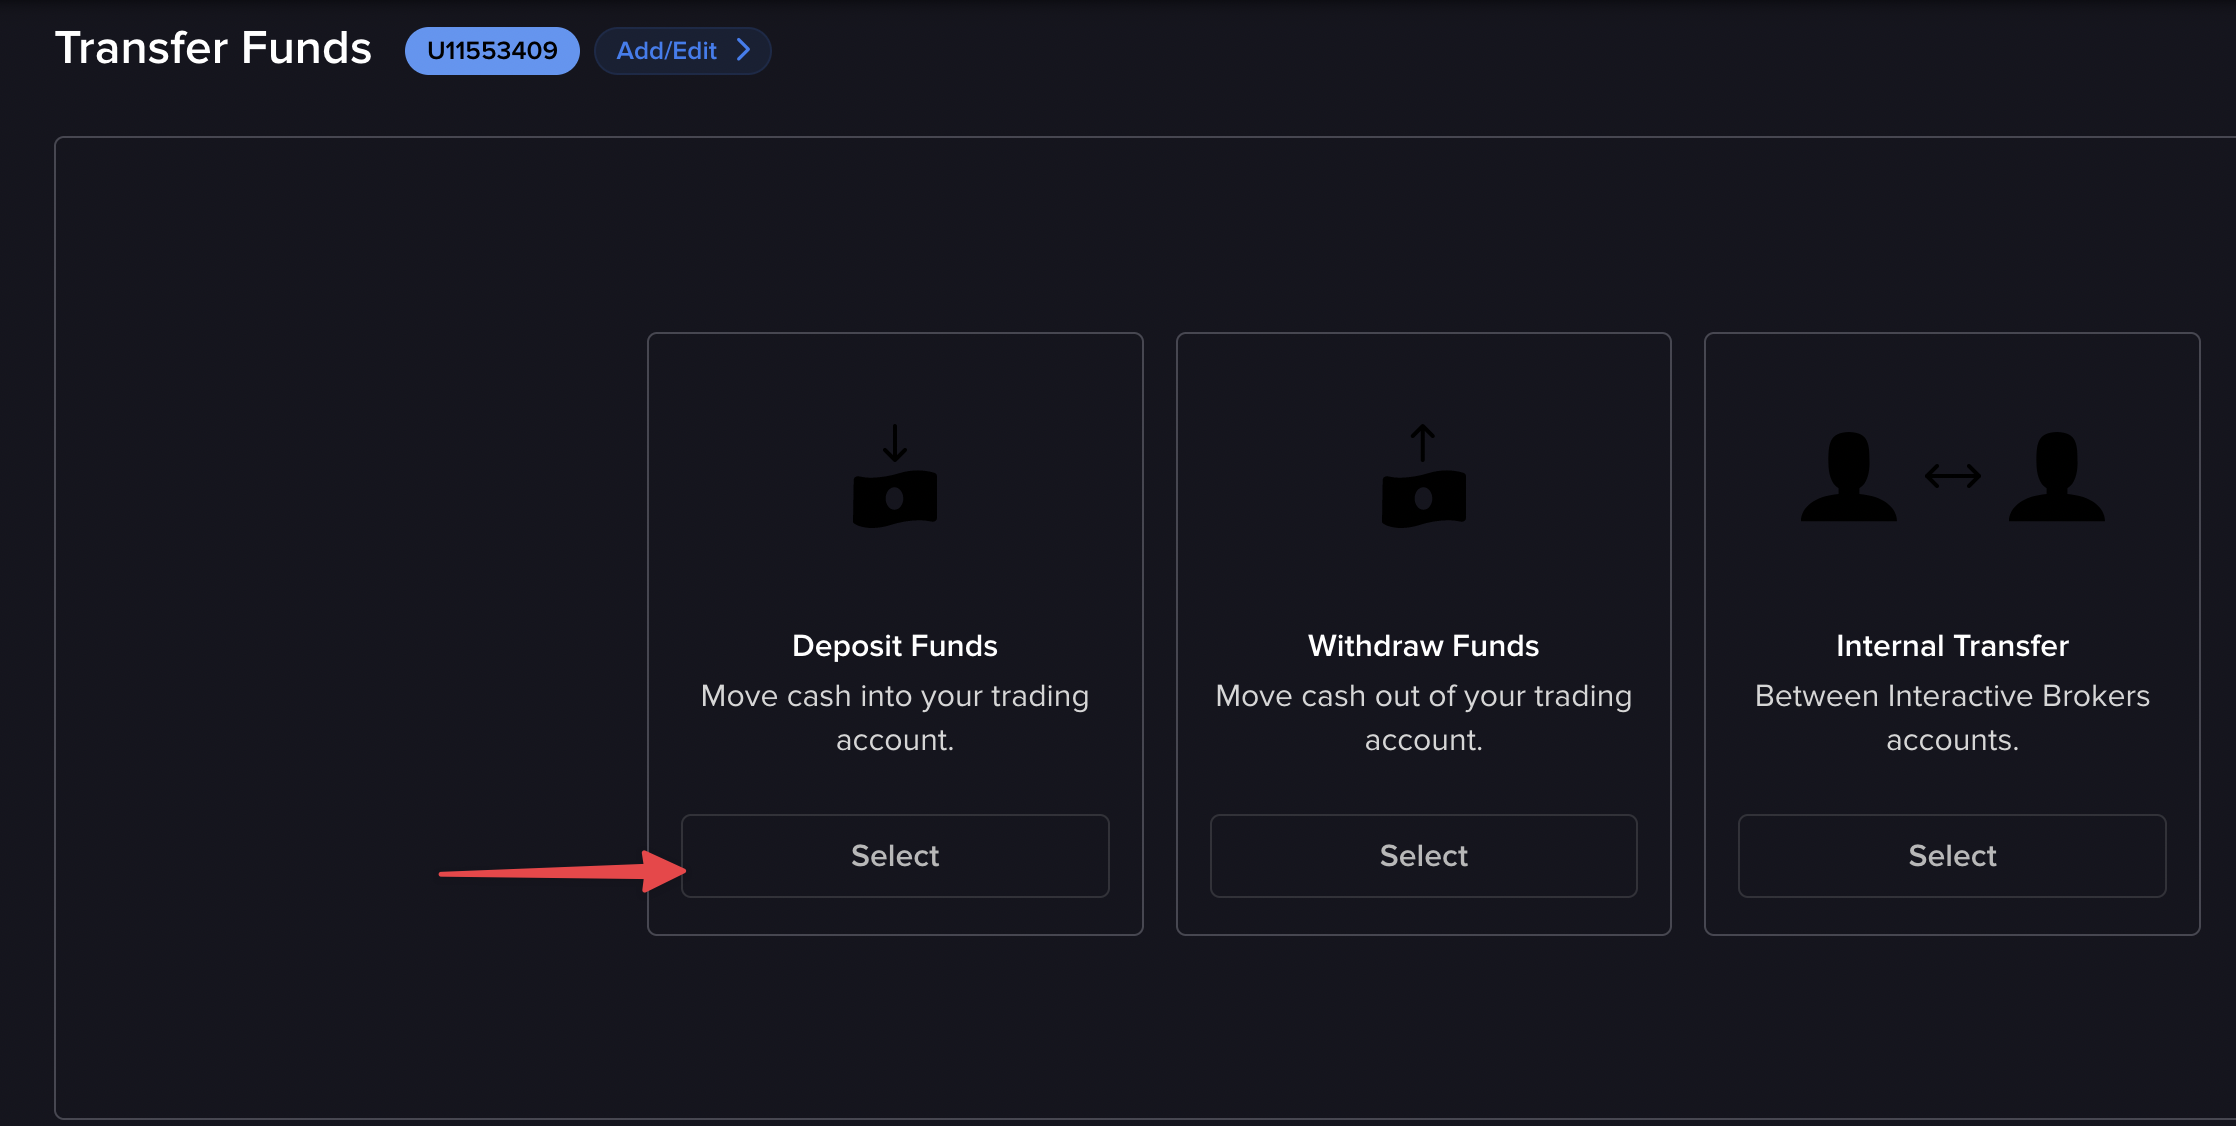 Transfer Funds
U11553409
Add/Edit
Deposit Funds
Move cash into your trading
account.
Select
Withdraw Funds
Move cash out of your trading
account.
Select
Internal Transfer
Between Interactive Brokers
accounts.
Select